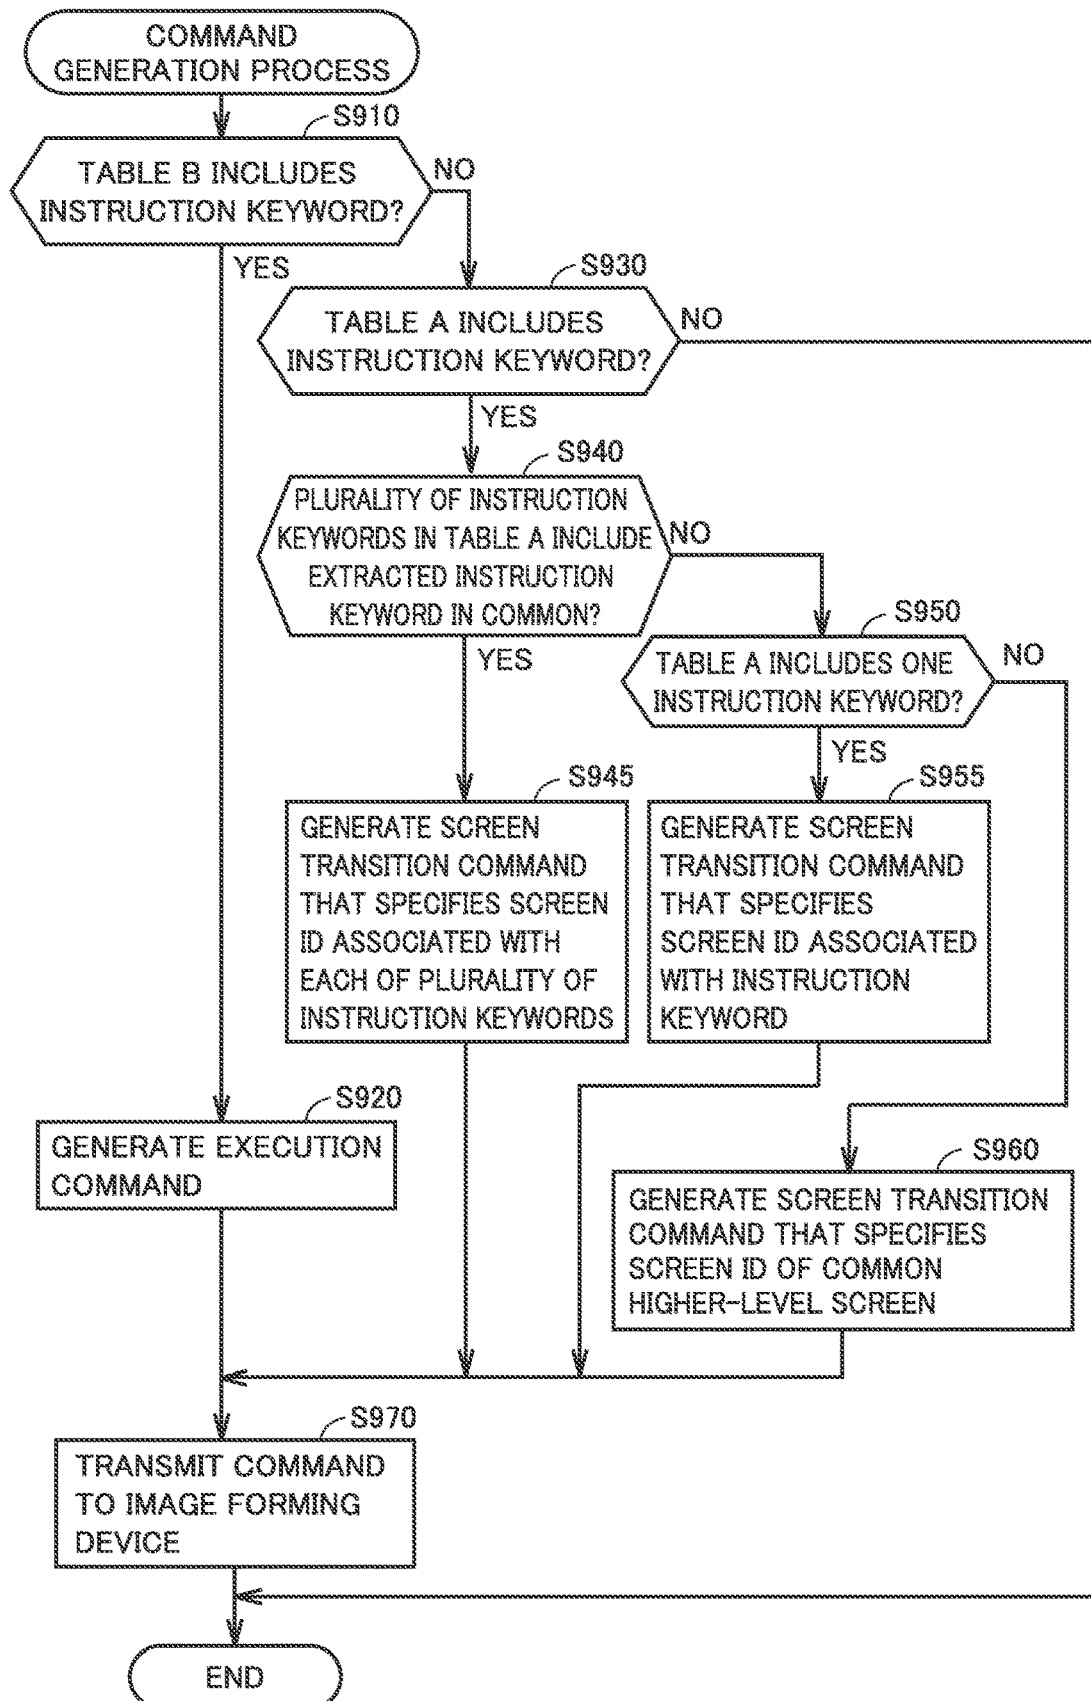 COMMAND
GENERATION PROCESS
S910
TABLE B INCLUDES
INSTRUCTION KEYWORD?
NO
YES
S930
TABLE A INCLUDES
INSTRUCTION KEYWORD?
NO
YES
S940
PLURALITY OF INSTRUCTION
KEYWORDS IN TABLE A INCLUDE
EXTRACTED INSTRUCTION
KEYWORD IN COMMON?
NO
YES
S950
TABLE A INCLUDES ONE
INSTRUCTION KEYWORD?
NO
YES
S945
GENERATE SCREEN
TRANSITION COMMAND
THAT SPECIFIES SCREEN
ID ASSOCIATED WITH
EACH OF PLURALITY OF
INSTRUCTION KEYWORDS
S955
GENERATE SCREEN
TRANSITION COMMAND
THAT SPECIFIES
SCREEN ID ASSOCIATED
WITH INSTRUCTION
KEYWORD
S920
GENERATE EXECUTION
COMMAND
S960
GENERATE SCREEN TRANSITION
COMMAND THAT SPECIFIES
SCREEN ID OF COMMON
HIGHER-LEVEL SCREEN
S970
TRANSMIT COMMAND
TO IMAGE FORMING
DEVICE
END